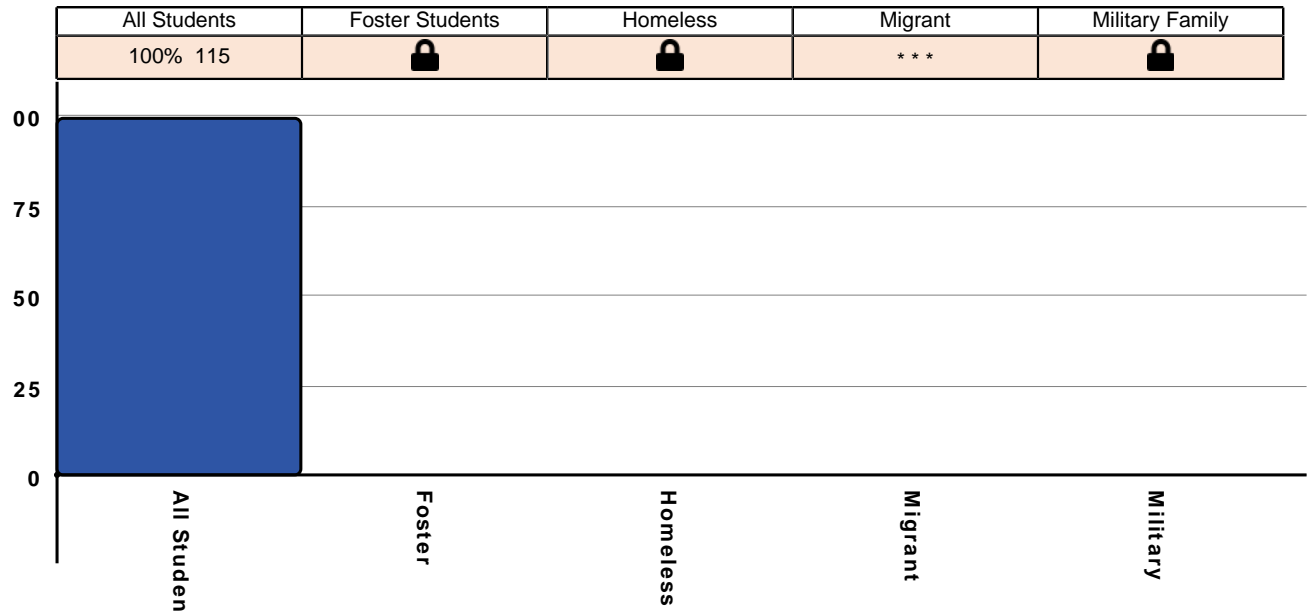 All Students Foster Students Homeless Migrant Military Family
100% 115 * * *
00
75
50
25
0
All Studen
Foster
Homeless
Migrant
Military